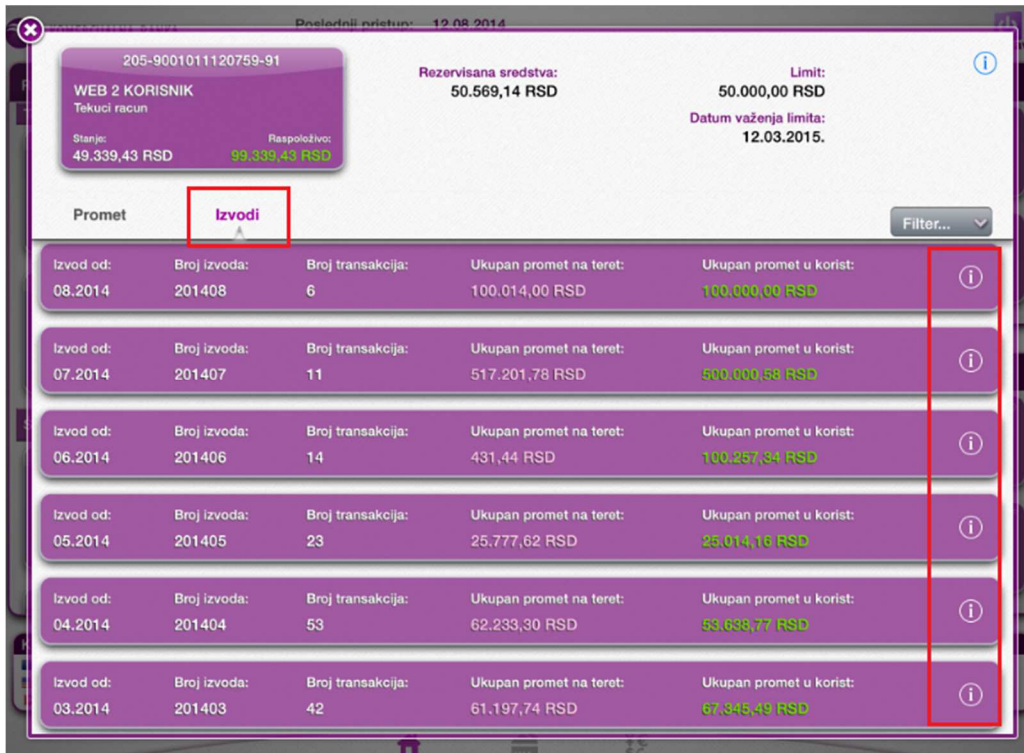 Poslednji pristup: 12.08.2014
205-9001011120759-91
WEB 2 KORISNIK
Tekuci racun
Stanje: Raspoloživo:
49.339,43 RSD 99.339,43 RSD
Rezervisana sredstva:
50.569,14 RSD
Limit:
50.000,00 RSD
Datum važenja limita:
12.03.2015.
Promet Izvodi Filter...
Izvod od: Broj izvoda: Broj transakcija: Ukupan promet na teret: Ukupan promet u korist:
08.2014 201408 6 100.014,00 RSD 100.000,00 RSD
Izvod od: Broj izvoda: Broj transakcija: Ukupan promet na teret: Ukupan promet u korist:
07.2014 201407 11 517.201,78 RSD 500.000,58 RSD
Izvod od: Broj izvoda: Broj transakcija: Ukupan promet na teret: Ukupan promet u korist:
06.2014 201406 14 431,44 RSD 100.257,34 RSD
Izvod od: Broj izvoda: Broj transakcija: Ukupan promet na teret: Ukupan promet u korist:
05.2014 201405 23 25.777,62 RSD 25.014,16 RSD
Izvod od: Broj izvoda: Broj transakcija: Ukupan promet na teret: Ukupan promet u korist:
04.2014 201404 53 62.233,30 RSD 53.638,77 RSD
Izvod od: Broj izvoda: Broj transakcija: Ukupan promet na teret: Ukupan promet u korist:
03.2014 201403 42 61.197,74 RSD 67.345,49 RSD